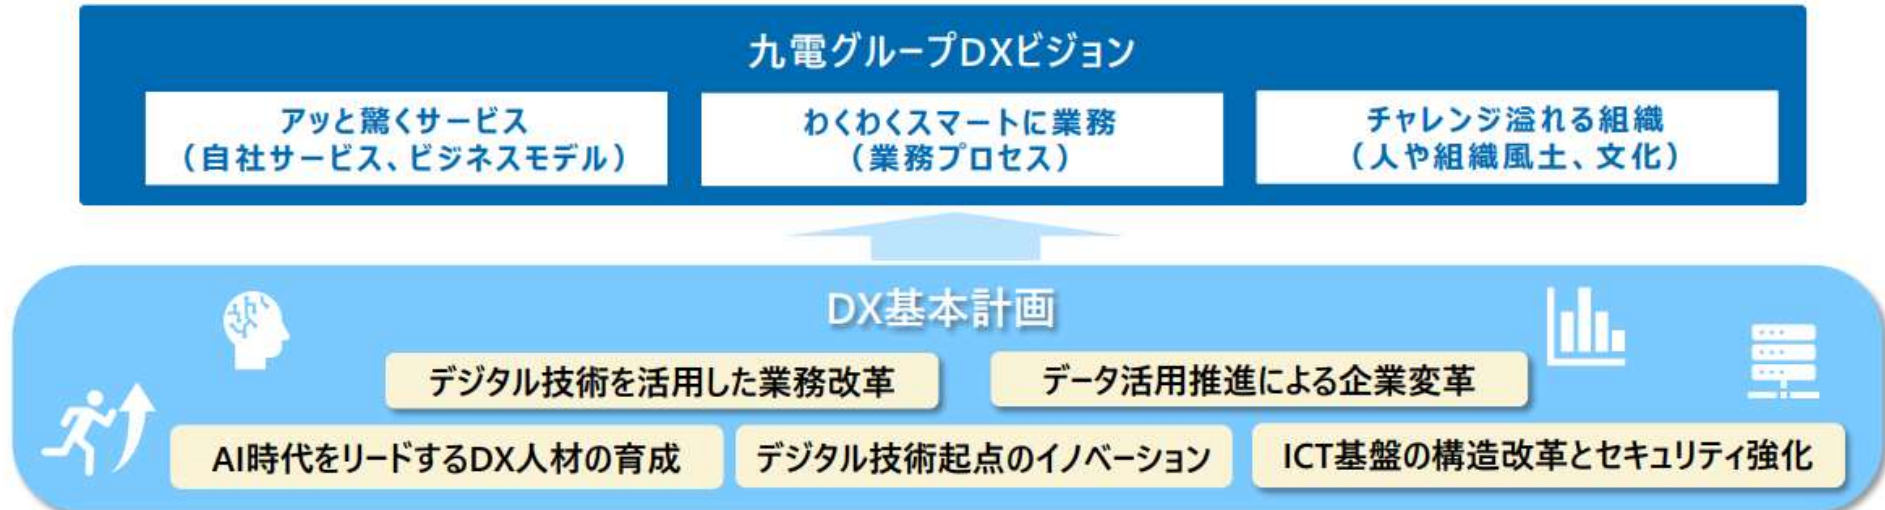 九電グループDXビジョン
アッと驚くサービス
（自社サービス、ビジネスモデル）
わくわくスマートに業務
（業務プロセス）
チャレンジ溢れる組織
（人や組織風土、文化）
DX基本計画
デジタル技術を活用した業務改革
データ活用推進による企業変革
AI時代をリードするDX人材の育成
デジタル技術起点のイノベーション
ICT基盤の構造改革とセキュリティ強化